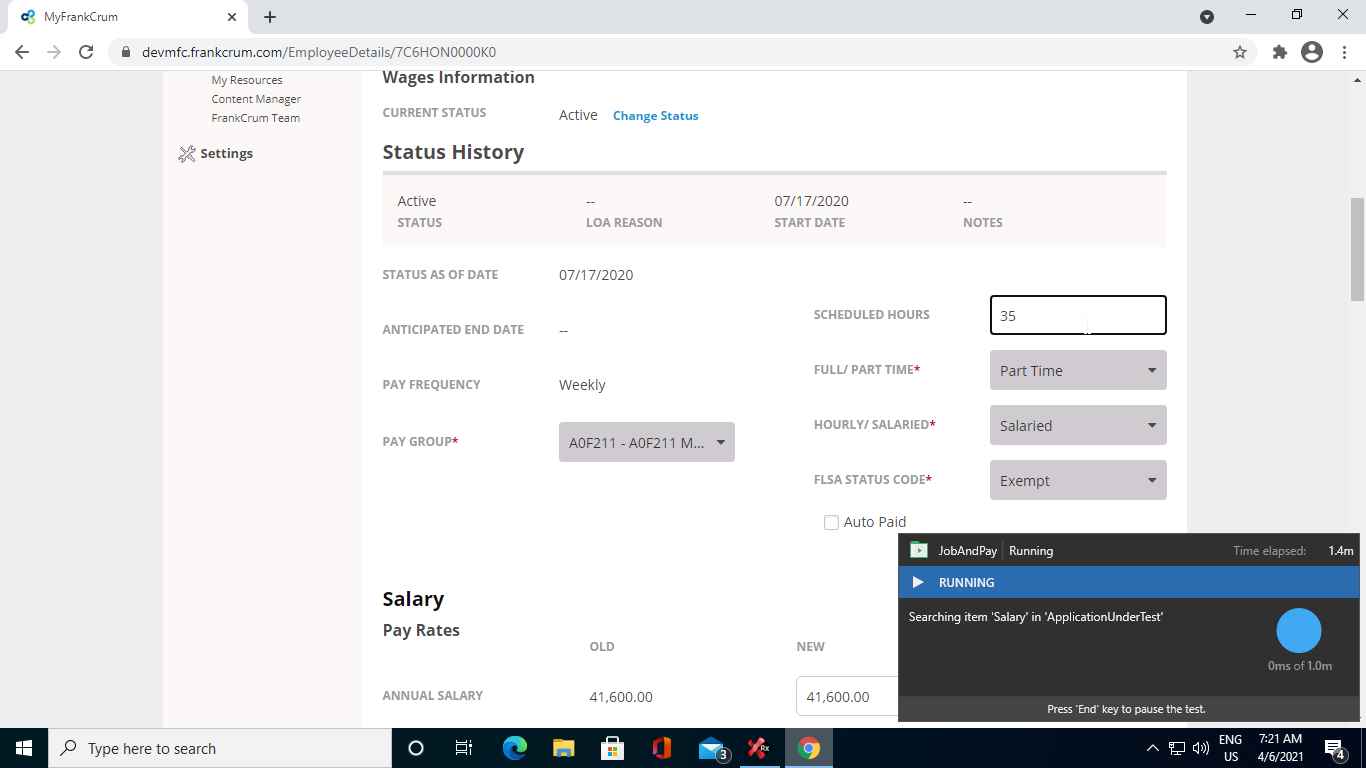 MyFrankCrum
devmfc.frankcrum.com/EmployeeDetails/7C6HON0000K0
My Resources
Content Manager
FrankCrum Team
Settings
Wages Information
CURRENT STATUS Active Change Status
Status History
Active -- 07/17/2020 --
STATUS LOA REASON START DATE NOTES
STATUS AS OF DATE 07/17/2020
SCHEDULED HOURS 35
ANTICIPATED END DATE --
FULL/ PART TIME* Part Time
PAY FREQUENCY Weekly
HOURLY/ SALARIED* Salaried
PAY GROUP* A0F211 - A0F211 M...
FLSA STATUS CODE* Exempt
Auto Paid
Salary
Pay Rates
OLD NEW
ANNUAL SALARY 41,600.00 41,600.00
JobAndPay Running Time elapsed: 1.4m
RUNNING
Searching item 'Salary' in 'ApplicationUnderTest'
0ms of 1.0m
Press 'End' key to pause the test.
Type here to search
3
Rx
ENG
US
7:21 AM
4/6/2021
4